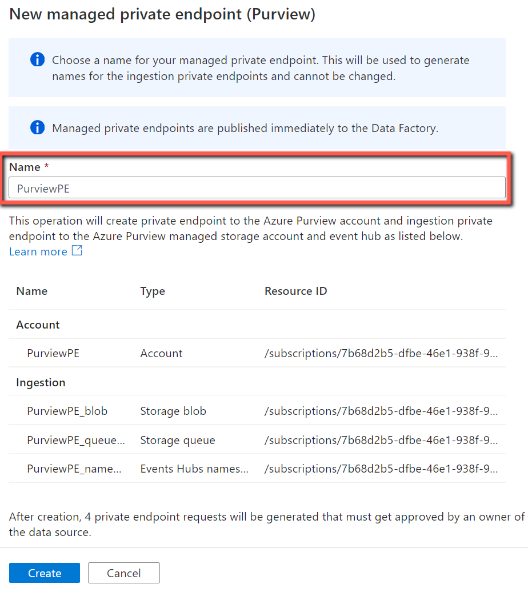 New managed private endpoint (Purview)
Choose a name for your managed private endpoint. This will be used to generate
names for the ingestion private endpoints and cannot be changed.
Managed private endpoints are published immediately to the Data Factory.
Name *
PurviewPE
This operation will create private endpoint to the Azure Purview account and ingestion private
endpoint to the Azure Purview managed storage account and event hub as listed below.
Learn more
Name Type Resource ID
Account
PurviewPE Account /subscriptions/7b68d2b5-dfbe-46e1-938f-9...
Ingestion
PurviewPE_blob Storage blob /subscriptions/7b68d2b5-dfbe-46e1-938f-9...
PurviewPE_queue... Storage queue /subscriptions/7b68d2b5-dfbe-46e1-938f-9...
PurviewPE_name... Events Hubs names... /subscriptions/7b68d2b5-dfbe-46e1-938f-9...
After creation, 4 private endpoint requests will be generated that must get approved by an owner of
the data source.
Create Cancel